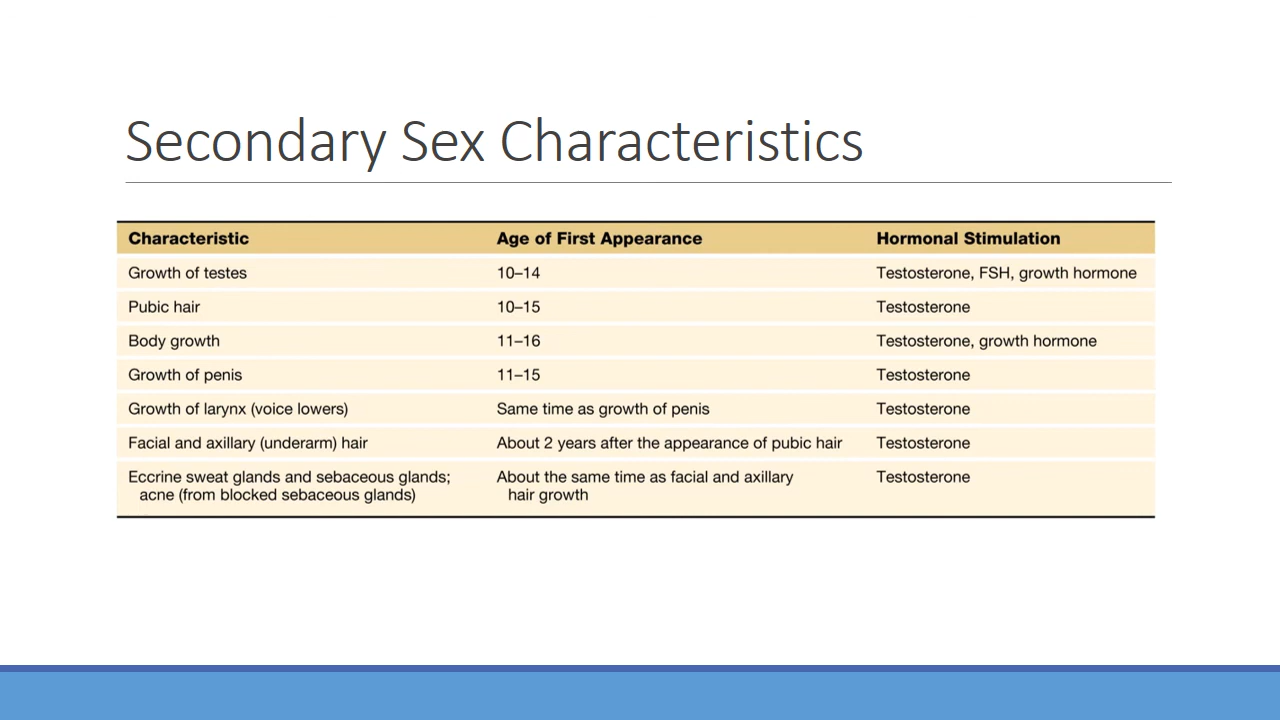 Secondary Sex Characteristics
Characteristic Age of First Appearance Hormonal Stimulation
Growth of testes 10–14 Testosterone, FSH, growth hormone
Pubic hair 10–15 Testosterone
Body growth 11–16 Testosterone, growth hormone
Growth of penis 11–15 Testosterone
Growth of larynx (voice lowers) Same time as growth of penis Testosterone
Facial and axillary (underarm) hair About 2 years after the appearance of pubic hair Testosterone
Eccrine sweat glands and sebaceous glands; About the same time as facial and axillary Testosterone
acne (from blocked sebaceous glands) hair growth